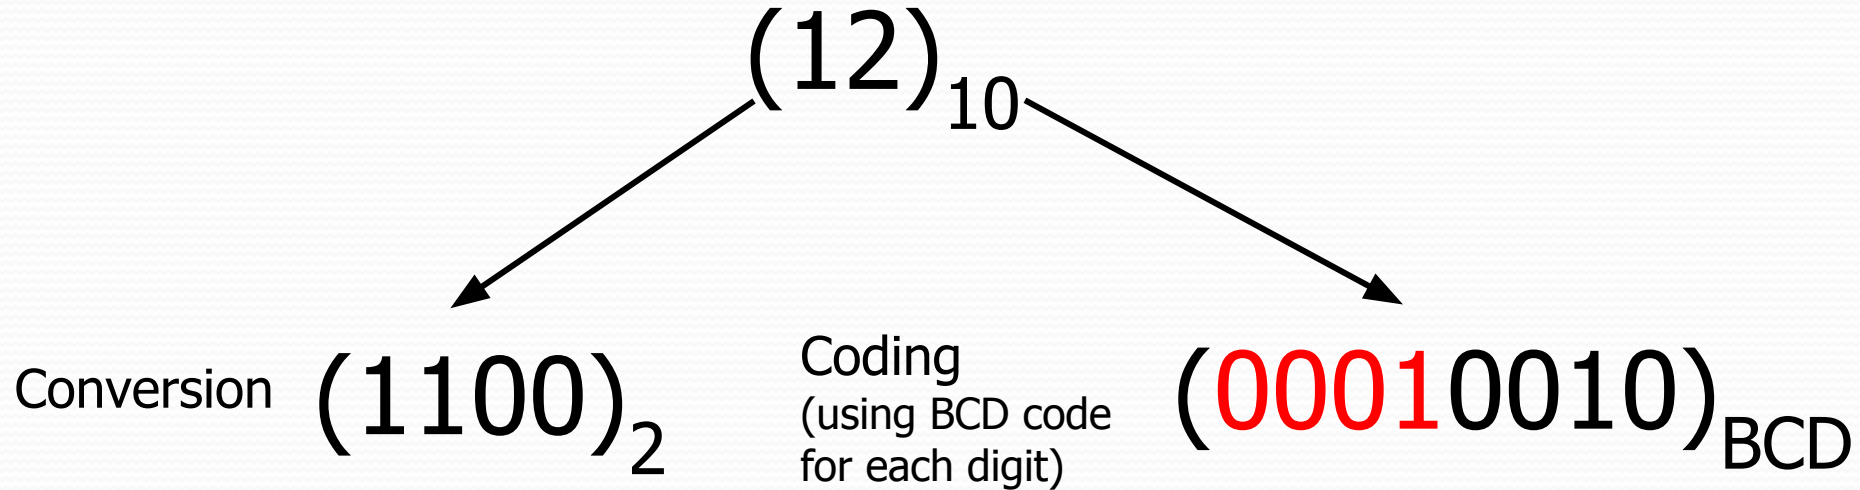 (12)10
Conversion (1100)2
Coding
(using BCD code
for each digit)
(00010010)BCD